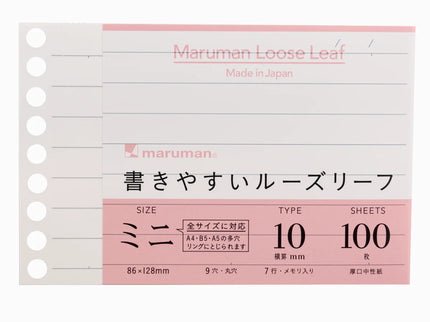 Maruman Loose Leaf
Made in Japan
maruman®
書きやすいルーズリーフ
SIZE
ミニ
全サイズに対応
A4・B5・A5の多穴
リングにとじられます
86×128mm
9穴・丸穴
TYPE
10
横罫 mm
7行・メモリ入り
SHEETS
100
枚
厚口中性紙